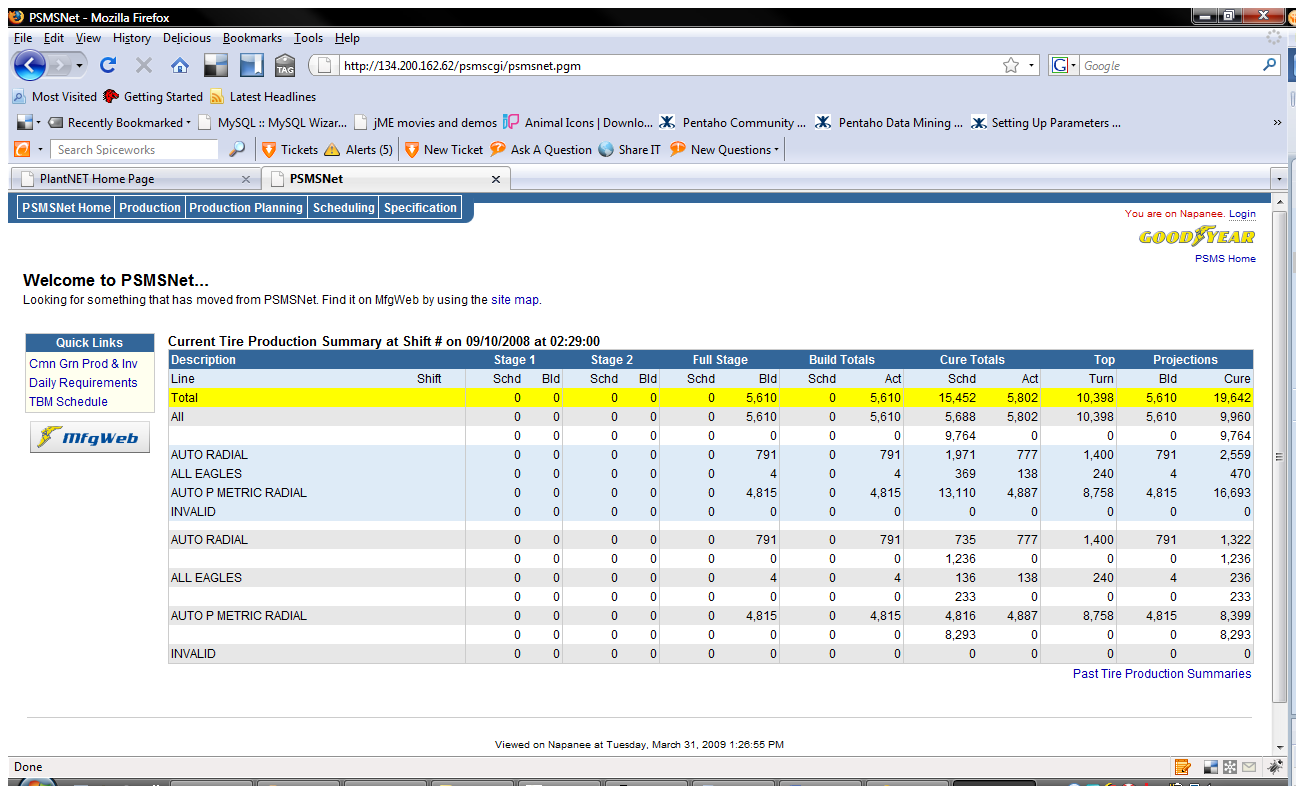 PSMSNet - Mozilla Firefox
File Edit View History Delicious Bookmarks Tools Help
TAG http://134.200.162.62/psmscgi/psmsnet.pgm G Google
Most Visited Getting Started Latest Headlines
Recently Bookmarked MySQL :: MySQL Wizar... jME movies and demos Animal Icons | Downlo... Pentaho Community ... Pentaho Data Mining ... Setting Up Parameters ... »
Search Spiceworks Tickets Alerts (5) New Ticket Ask A Question Share IT New Questions
PlantNET Home Page PSMSNet
PSMSNet Home Production Production Planning Scheduling Specification
You are on Napanee. Login
GOODYEAR
PSMS Home
Welcome to PSMSNet...
Looking for something that has moved from PSMSNet. Find it on MfgWeb by using the site map.
Quick Links
Cmn Grn Prod & Inv
Daily Requirements
TBM Schedule
MfgWeb
Current Tire Production Summary at Shift # on 09/10/2008 at 02:29:00
Description Stage 1 Stage 2 Full Stage Build Totals Cure Totals Top Projections
Line Shift Schd Bld Schd Bld Schd Bld Schd Act Schd Act Turn Bld Cure
Total 0 0 0 0 0 5,610 0 5,610 15,452 5,802 10,398 5,610 19,642
All 0 0 0 0 0 5,610 0 5,610 5,688 5,802 10,398 5,610 9,960
0 0 0 0 0 0 0 0 9,764 0 0 0 9,764
AUTO RADIAL 0 0 0 0 0 791 0 791 1,971 777 1,400 791 2,559
ALL EAGLES 0 0 0 0 0 4 0 4 369 138 240 4 470
AUTO P METRIC RADIAL 0 0 0 0 0 4,815 0 4,815 13,110 4,887 8,758 4,815 16,693
INVALID 0 0 0 0 0 0 0 0 0 0 0 0 0
AUTO RADIAL 0 0 0 0 0 791 0 791 735 777 1,400 791 1,322
0 0 0 0 0 0 0 0 1,236 0 0 0 1,236
ALL EAGLES 0 0 0 0 0 4 0 4 136 138 240 4 236
0 0 0 0 0 0 0 0 233 0 0 0 233
AUTO P METRIC RADIAL 0 0 0 0 0 4,815 0 4,815 4,816 4,887 8,758 4,815 8,399
0 0 0 0 0 0 0 0 8,293 0 0 0 8,293
INVALID 0 0 0 0 0 0 0 0 0 0 0 0 0
Past Tire Production Summaries
Viewed on Napanee at Tuesday, March 31, 2009 1:26:55 PM
Done